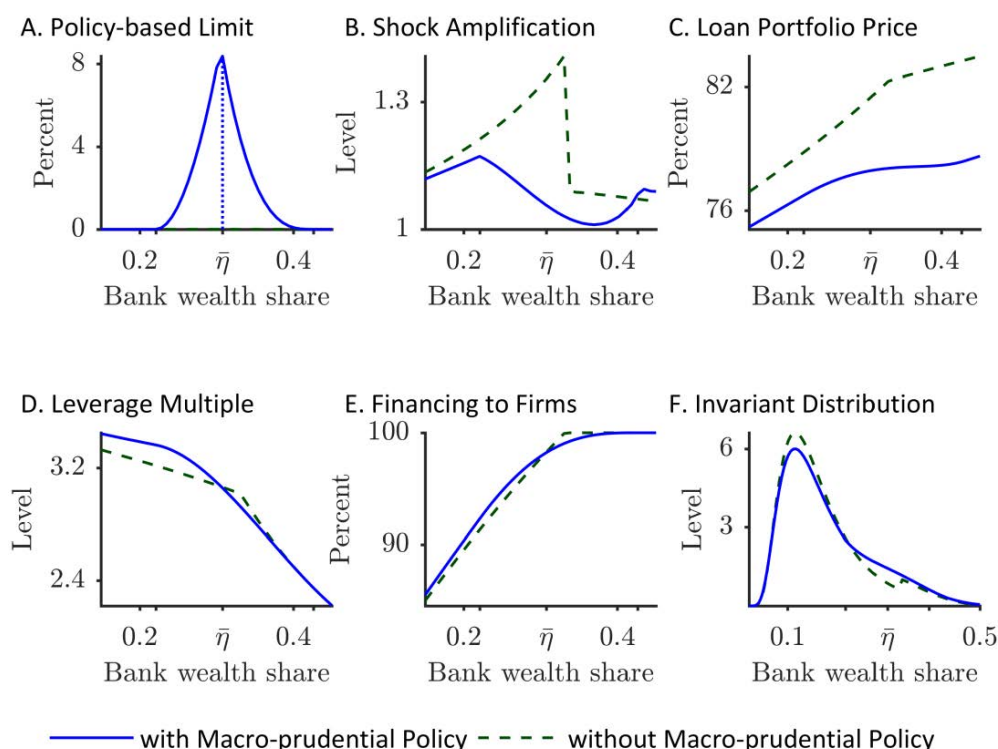 A. Policy-based Limit
8
4
0
Percent
0.2 η̄ 0.4
Bank wealth share
B. Shock Amplification
1.3
1
Level
0.2 η̄ 0.4
Bank wealth share
C. Loan Portfolio Price
82
76
Percent
0.2 η̄ 0.4
Bank wealth share
D. Leverage Multiple
3.2
2.4
Level
0.2 η̄ 0.4
Bank wealth share
E. Financing to Firms
100
90
Percent
0.2 η̄ 0.4
Bank wealth share
F. Invariant Distribution
6
3
Level
0.1 η̄ 0.5
Bank wealth share
with Macro-prudential Policy
without Macro-prudential Policy